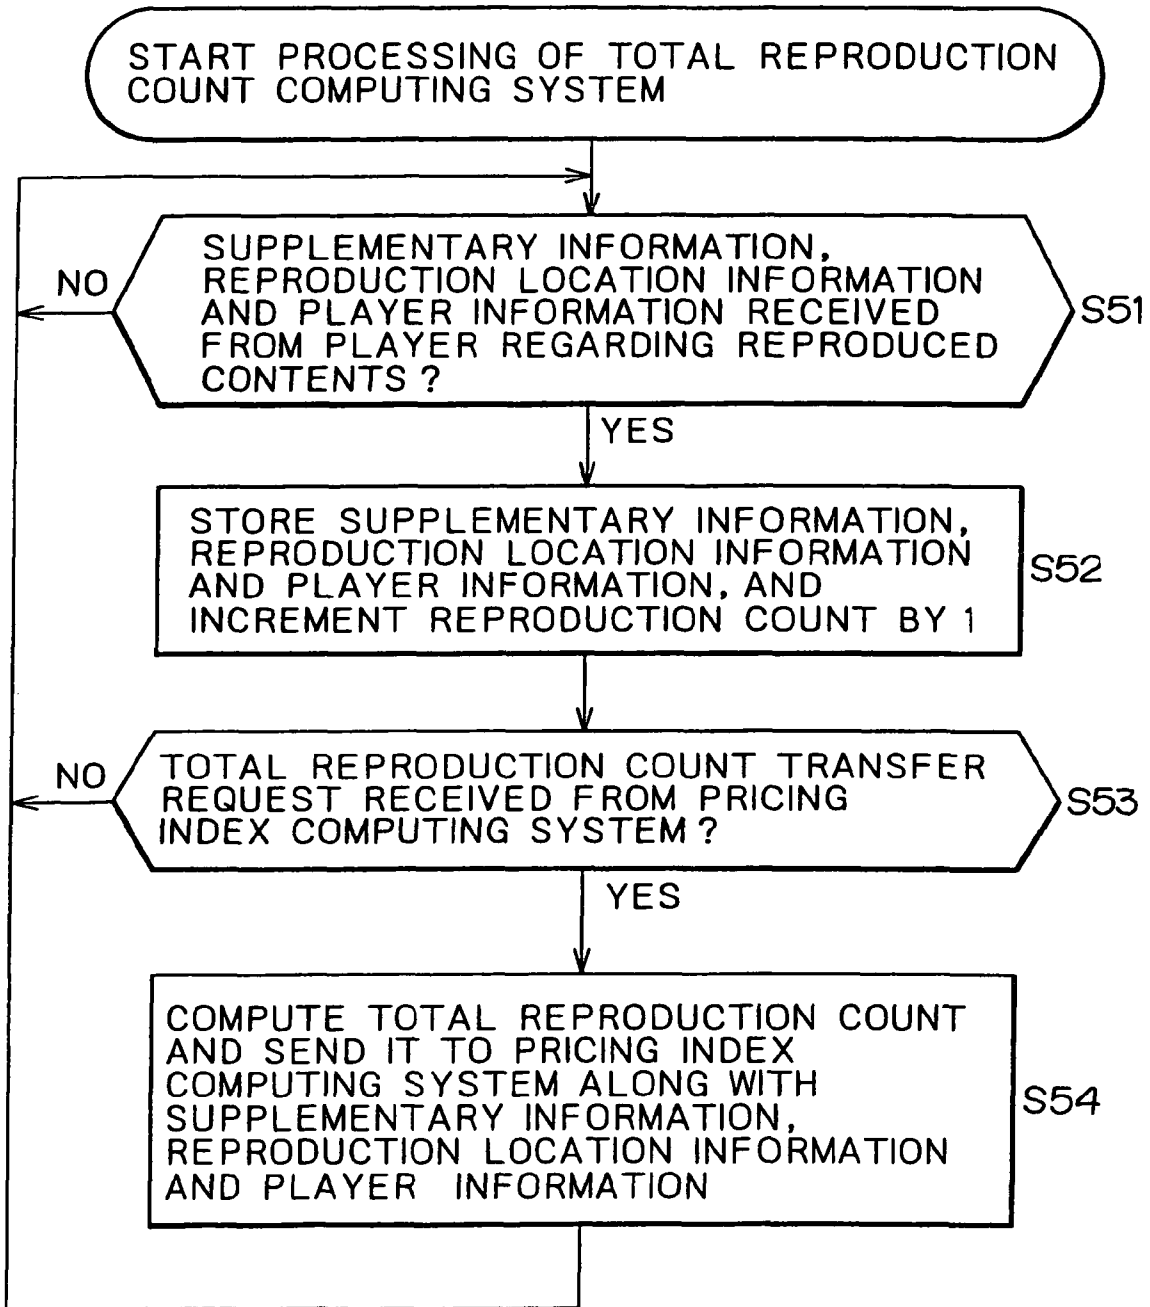 START PROCESSING OF TOTAL REPRODUCTION
COUNT COMPUTING SYSTEM
SUPPLEMENTARY INFORMATION,
REPRODUCTION LOCATION INFORMATION
AND PLAYER INFORMATION RECEIVED
FROM PLAYER REGARDING REPRODUCED
CONTENTS?
NO
S51
YES
STORE SUPPLEMENTARY INFORMATION,
REPRODUCTION LOCATION INFORMATION
AND PLAYER INFORMATION, AND
INCREMENT REPRODUCTION COUNT BY 1
S52
TOTAL REPRODUCTION COUNT TRANSFER
REQUEST RECEIVED FROM PRICING
INDEX COMPUTING SYSTEM?
NO
S53
YES
COMPUTE TOTAL REPRODUCTION COUNT
AND SEND IT TO PRICING INDEX
COMPUTING SYSTEM ALONG WITH
SUPPLEMENTARY INFORMATION,
REPRODUCTION LOCATION INFORMATION
AND PLAYER INFORMATION
S54